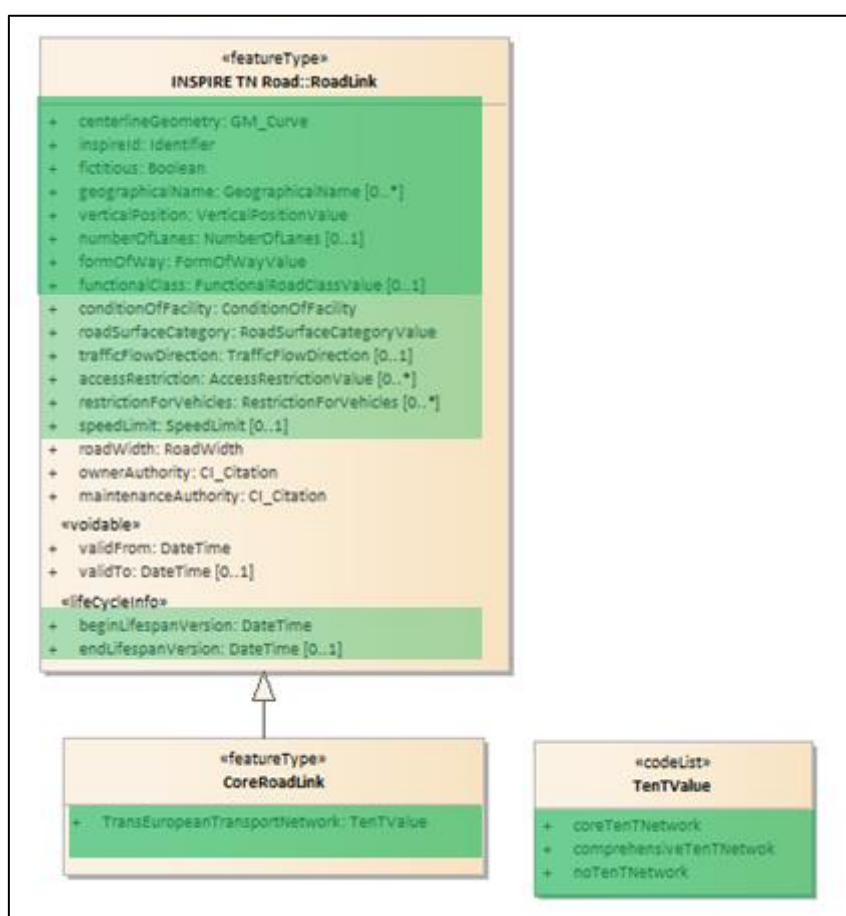 «featureType»
INSPIRE TN Road::RoadLink
+ centerlineGeometry: GM_Curve
+ inspireId: Identifier
+ fictitious: Boolean
+ geographicalName: GeographicalName [0..*]
+ verticalPosition: VerticalPositionValue
+ numberOfLanes: NumberOfLanes [0..1]
+ formOfWay: FormOfWayValue
+ functionalClass: FunctionalRoadClassValue [0..1]
+ conditionOfFacility: ConditionOfFacility
+ roadSurfaceCategory: RoadSurfaceCategoryValue
+ trafficFlowDirection: TrafficFlowDirection [0..1]
+ accessRestriction: AccessRestrictionValue [0..*]
+ restrictionForVehicles: RestrictionForVehicles [0..*]
+ speedLimit: SpeedLimit [0..1]
+ roadWidth: RoadWidth
+ ownerAuthority: CI_Citation
+ maintenanceAuthority: CI_Citation
«voidable»
+ validFrom: DateTime
+ validTo: DateTime [0..1]
«lifeCycleInfo»
+ beginLifespanVersion: DateTime
+ endLifespanVersion: DateTime [0..1]
«featureType»
CoreRoadLink
+ TransEuropeanTransportNetwork: TenTValue
«codeList»
TenTValue
+ coreTenTNetwork
+ comprehensiveTenTNetwok
+ noTenTNetwork